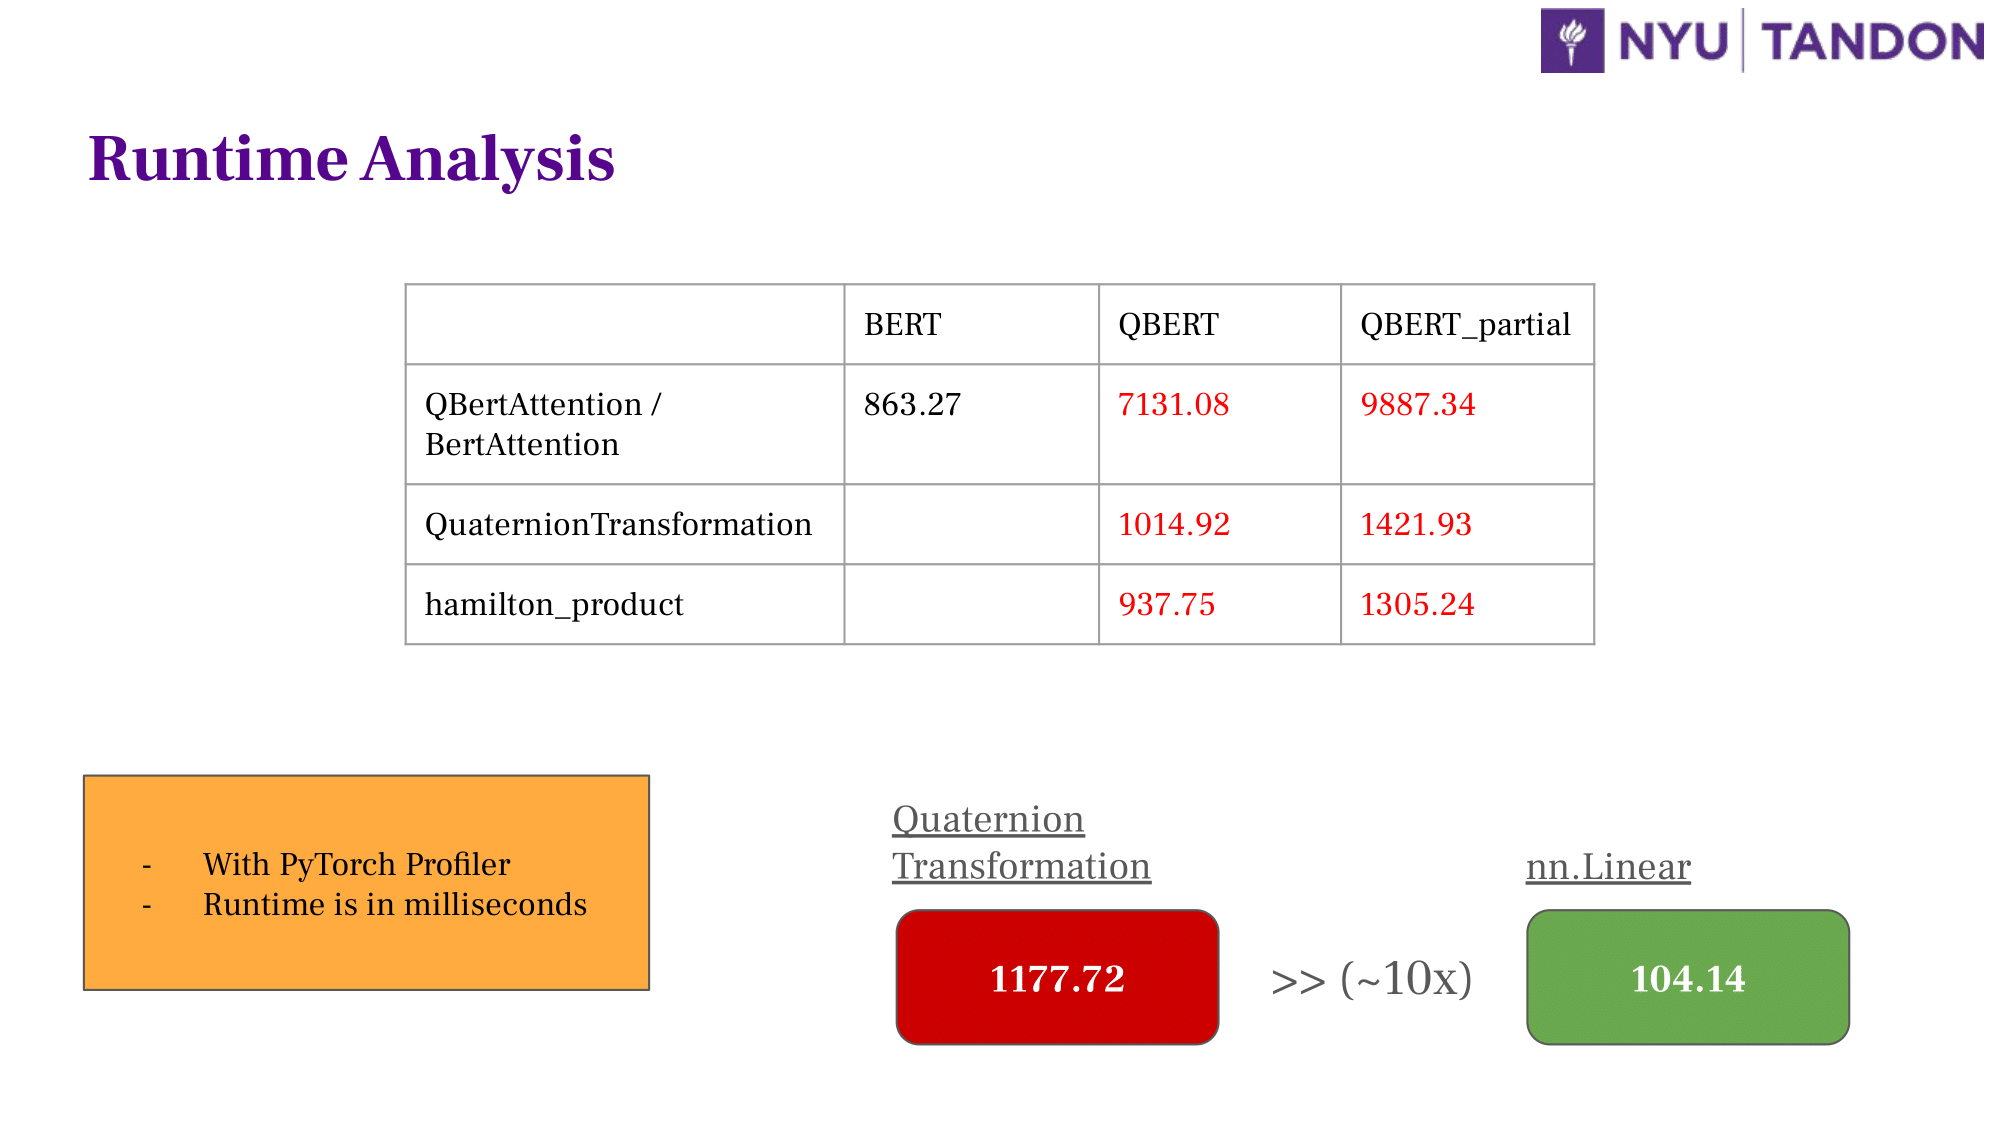 NYU TANDON
Runtime Analysis
BERT QBERT QBERT_partial
QBertAttention / 863.27 7131.08 9887.34
BertAttention
QuaternionTransformation 1014.92 1421.93
hamilton_product 937.75 1305.24
- With PyTorch Profiler
- Runtime is in milliseconds
Quaternion
Transformation
nn.Linear
1177.72 >> (~10x) 104.14